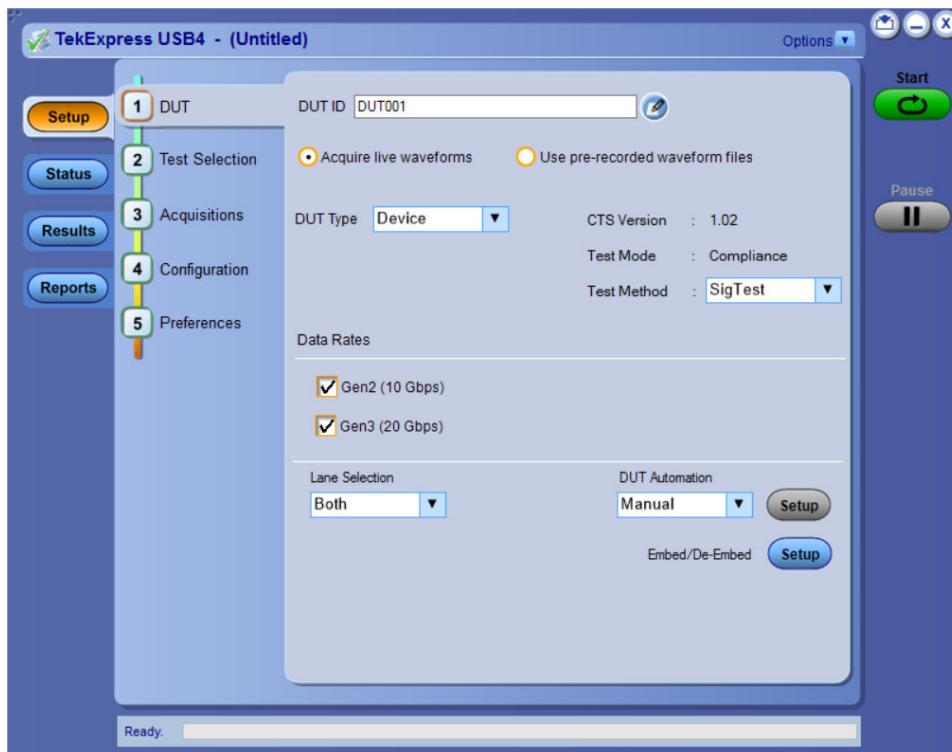 TekExpress USB4 - (Untitled)
Options
Start
Pause
Setup
Status
Results
Reports
1 DUT
2 Test Selection
3 Acquisitions
4 Configuration
5 Preferences
DUT ID DUT001
Acquire live waveforms Use pre-recorded waveform files
DUT Type Device
CTS Version : 1.02
Test Mode : Compliance
Test Method : SigTest
Data Rates
Gen2 (10 Gbps)
Gen3 (20 Gbps)
Lane Selection
Both
DUT Automation
Manual Setup
Embed/De-Embed Setup
Ready.